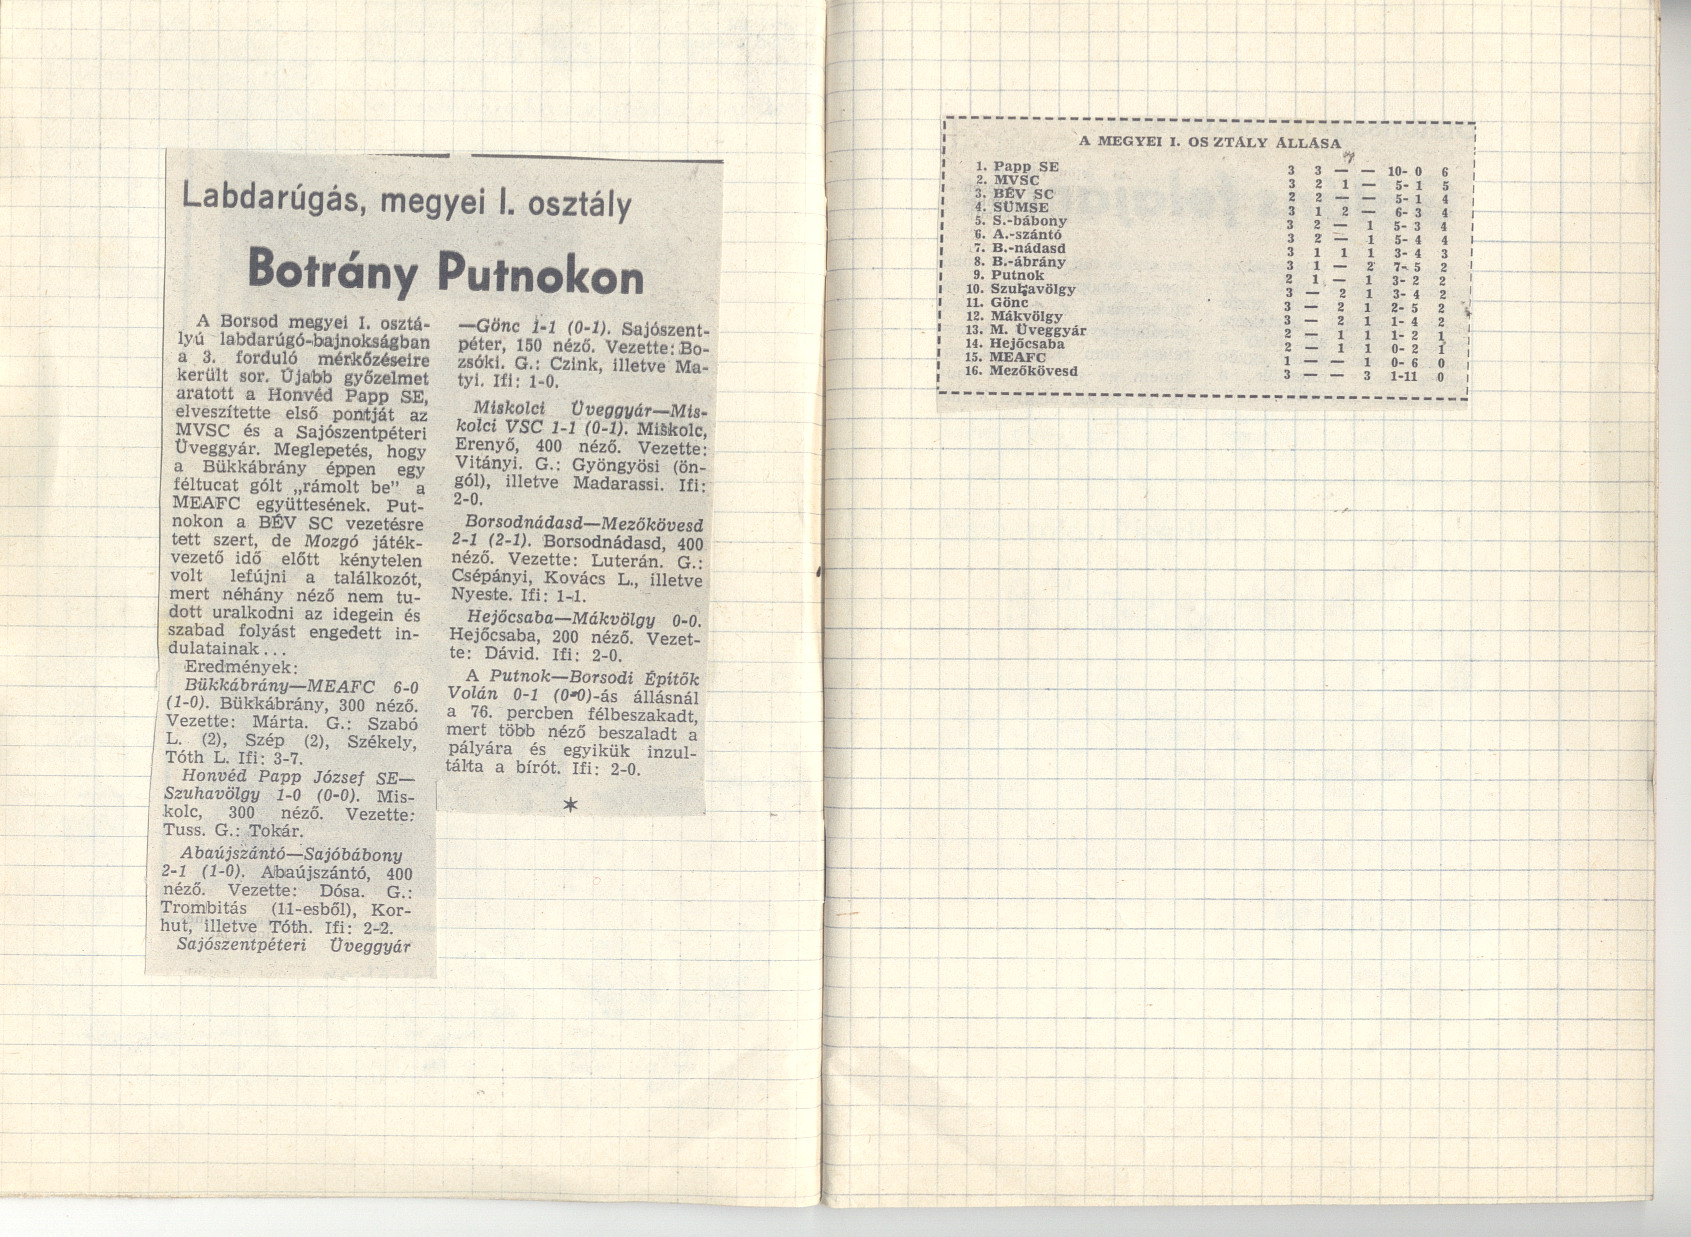 Labdarúgás, megyei I. osztály
Botrány Putnokon
A Borsod megyei I. osztá-
lyú labdarúgó-bajnokságban
a 3. forduló mérkőzéseire
került sor. Újabb győzelmet
aratott a Honvéd Papp SE,
elveszítette első pontját az
MVSC és a Sajószentpéteri
Üveggyár. Meglepetés, hogy
a Bükkábrány éppen egy
féltucat gólt „rámolt be” a
MEAFC együttesének. Put-
nokon a BÉV SC vezetésre
tett szert, de Mozgó játék-
vezető idő előtt kénytelen
volt lefújni a találkozót,
mert néhány néző nem tu-
dott uralkodni az idegein és
szabad folyást engedett in-
dulatainak...
Eredmények:
Bükkábrány—MEAFC 6-0
(1-0). Bükkábrány, 300 néző.
Vezette: Márta. G.: Szabó
L. (2), Szép (2), Székely,
Tóth L. Ifi: 3-7.
Honvéd Papp József SE—
Szuhavölgy 1-0 (0-0). Mis-
kolc, 300 néző. Vezette:
Tuss. G.: Tokár.
Abaújszántó—Sajóbábony
2-1 (1-0). Abaújszántó, 400
néző. Vezette: Dósa. G.:
Trombitás (11-esből), Kor-
hut, illetve Tóth. Ifi: 2-2.
Sajószentpéteri Üveggyár
—Gönc 1-1 (0-1). Sajószent-
péter, 150 néző. Vezette: Bo-
zsóki. G.: Czink, illetve Ma-
tyi. Ifi: 1-0.
Miskolci Üveggyár—Mis-
kolci VSC 1-1 (0-1). Miskolc,
Erenyő, 400 néző. Vezette:
Vitányi. G.: Gyöngyösi (ön-
gól), illetve Madarassi. Ifi:
2-0.
Borsodnádasd—Mezőkövesd
2-1 (2-1). Borsodnádasd, 400
néző. Vezette: Luterán. G.:
Csépányi, Kovács L., illetve
Nyeste. Ifi: 1-1.
Hejőcsaba—Mákvölgy 0-0.
Hejőcsaba, 200 néző. Vezet-
te: Dávid. Ifi: 2-0.
A Putnok—Borsodi Építők
Volán 0-1 (0-0)-ás állásnál
a 76. percben félbeszakadt,
mert több néző beszaladt a
pályára és egyikük inzul-
tálta a bírót. Ifi: 2-0.
A MEGYEI I. OSZTÁLY ÁLLÁSA
1. Papp SE 3 3 — — 10- 0 6
2. MVSC 3 2 1 — 5- 1 5
3. BÉV SC 2 2 — — 5- 1 4
4. SÜMSE 3 1 2 — 6- 3 4
5. S.-bábony 3 2 — 1 5- 3 4
6. A.-szántó 3 2 — 1 5- 4 4
7. B.-nádasd 3 1 1 1 3- 4 3
8. B.-ábrány 3 1 — 2 7- 5 2
9. Putnok 2 1 — 1 3- 2 2
10. Szuhavölgy 3 — 2 1 3- 4 2
11. Gönc 3 — 2 1 2- 5 2
12. Mákvölgy 3 — 2 1 1- 4 2
13. M. Üveggyár 2 — 1 1 1- 2 1
14. Hejőcsaba 2 — 1 1 0- 2 1
15. MEAFC 1 — — 1 0- 6 0
16. Mezőkövesd 3 — — 3 1-11 0